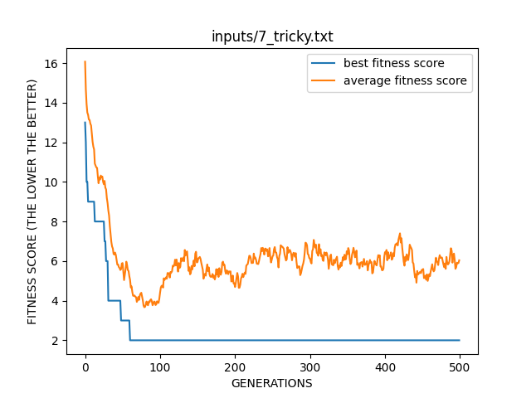 inputs/7_tricky.txt
best fitness score
average fitness score
FITNESS SCORE (THE LOWER THE BETTER)
16
14
12
10
8
6
4
2
0
100
200
300
400
500
GENERATIONS